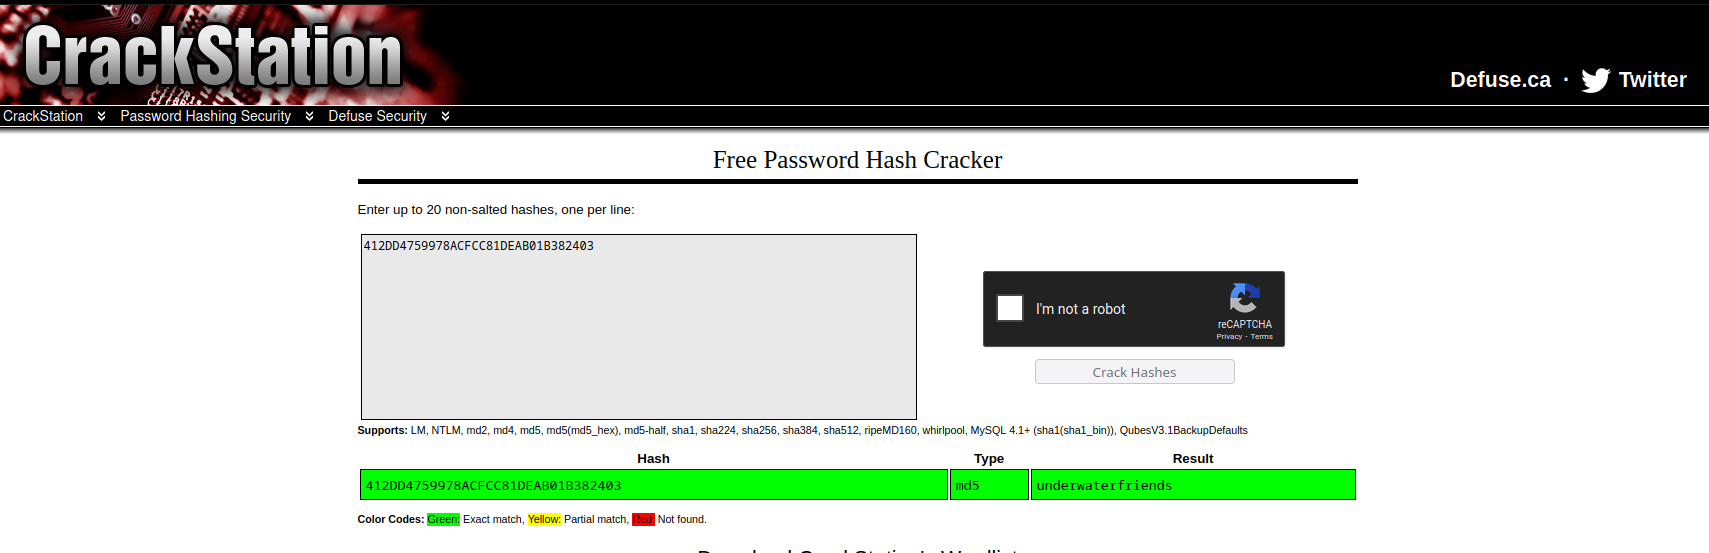 CrackStation
Defuse.ca · Twitter
CrackStation Password Hashing Security Defuse Security
Free Password Hash Cracker
Enter up to 20 non-salted hashes, one per line:
412DD4759978ACFCC81DEAB01B382403
I'm not a robot
reCAPTCHA
Privacy - Terms
Crack Hashes
Supports: LM, NTLM, md2, md4, md5, md5(md5_hex), md5-half, sha1, sha224, sha256, sha384, sha512, ripeMD160, whirlpool, MySQL 4.1+ (sha1(sha1_bin)), QubesV3.1BackupDefaults
Hash Type Result
412DD4759978ACFCC81DEAB01B382403 md5 underwaterfriends
Color Codes: Green: Exact match, Yellow: Partial match, Red: Not found.